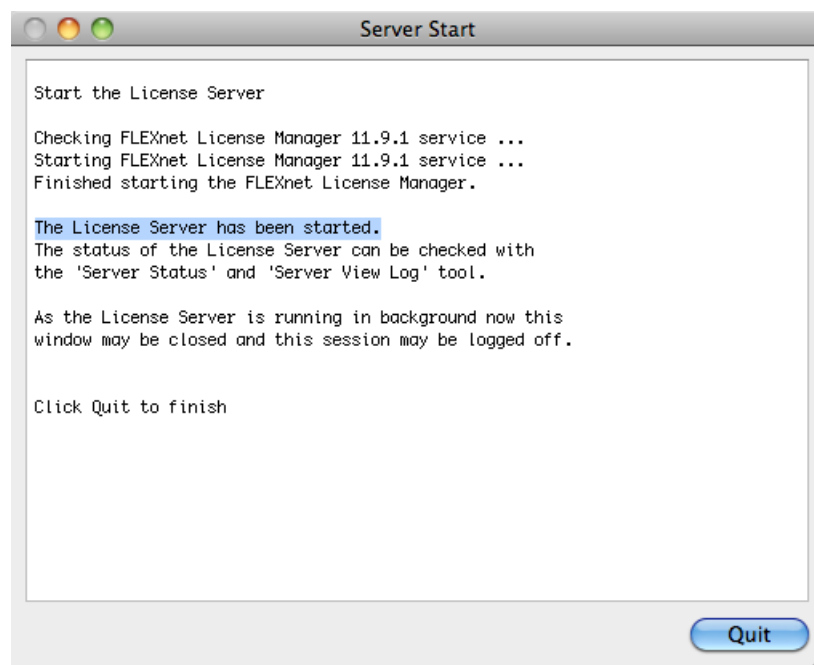 Server Start
Start the License Server
Checking FLEXnet License Manager 11.9.1 service ...
Starting FLEXnet License Manager 11.9.1 service ...
Finished starting the FLEXnet License Manager.
The License Server has been started.
The status of the License Server can be checked with
the 'Server Status' and 'Server View Log' tool.
As the License Server is running in background now this
window may be closed and this session may be logged off.
Click Quit to finish
Quit